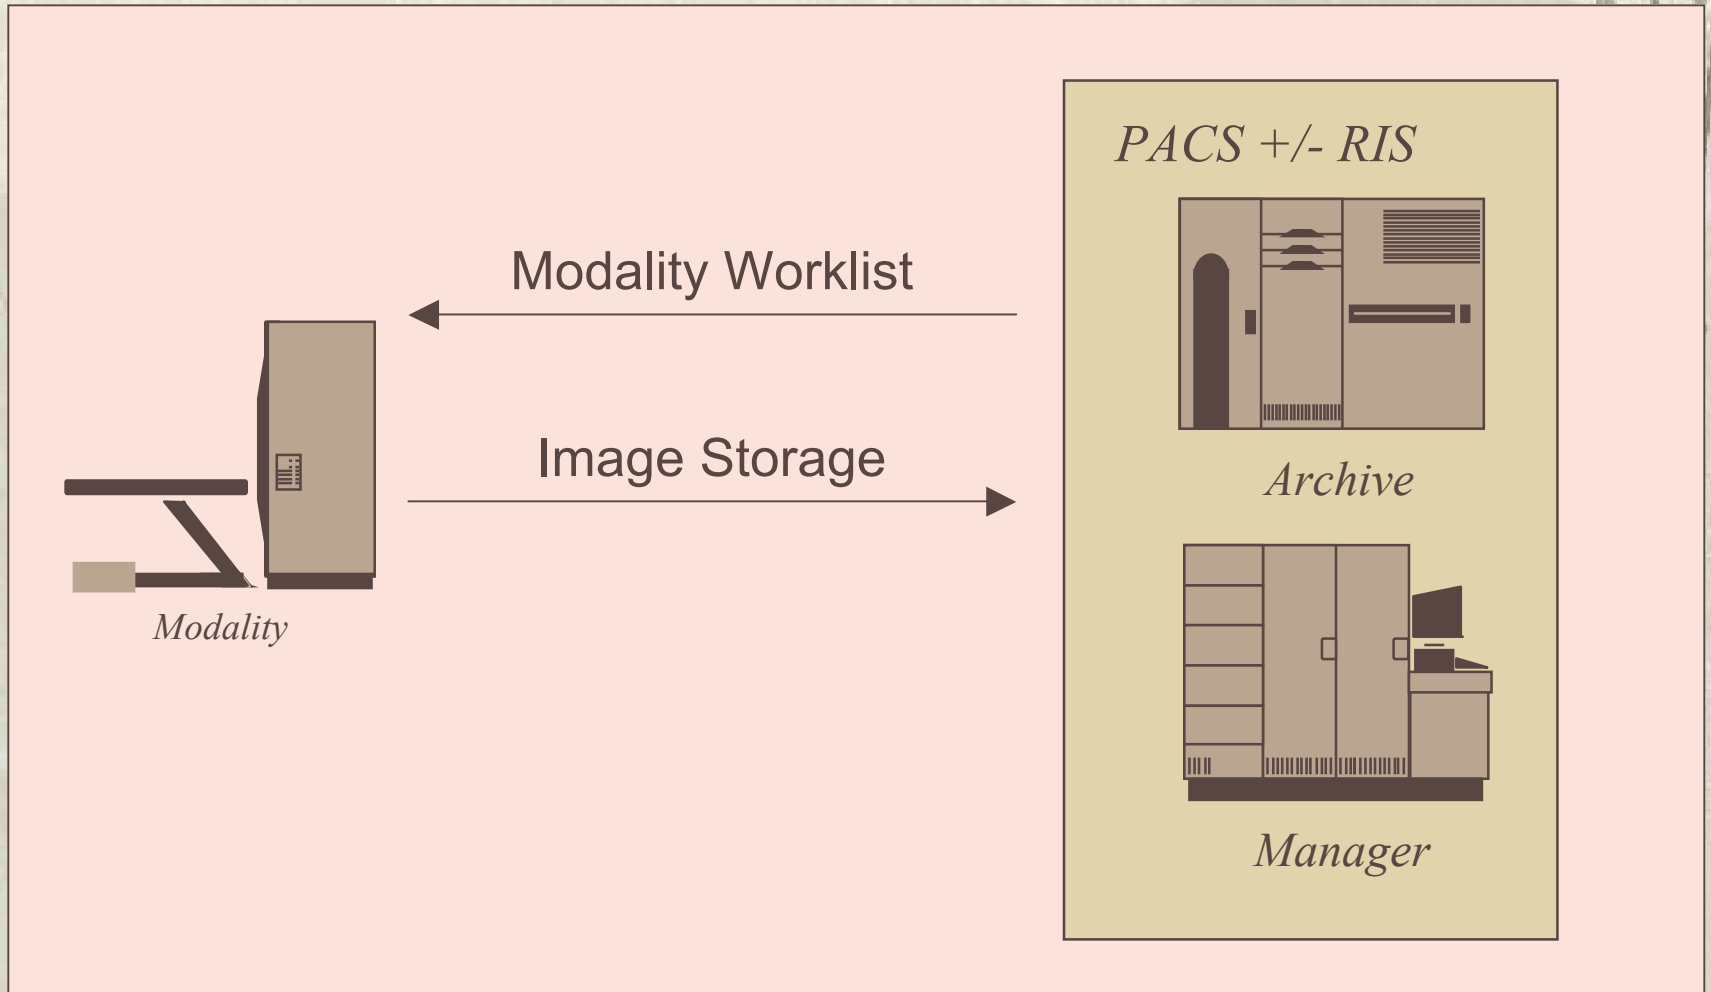 PACS +/- RIS
Modality Worklist
Image Storage
Archive
Modality
Manager